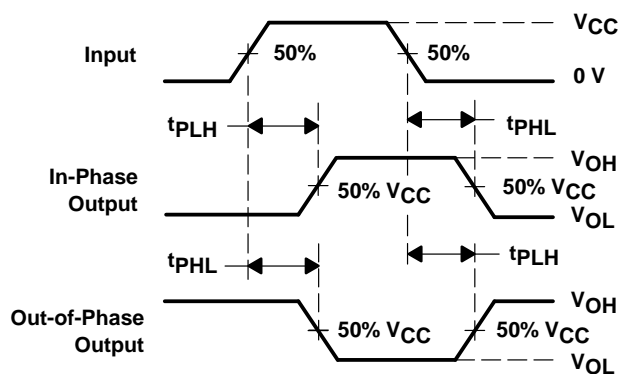 VCC
Input
50%
50%
0 V
tPLH
tPHL
VOH
In-Phase
Output
50% VCC
50% VCC
VOL
tPHL
tPLH
VOH
Out-of-Phase
Output
50% VCC
50% VCC
VOL